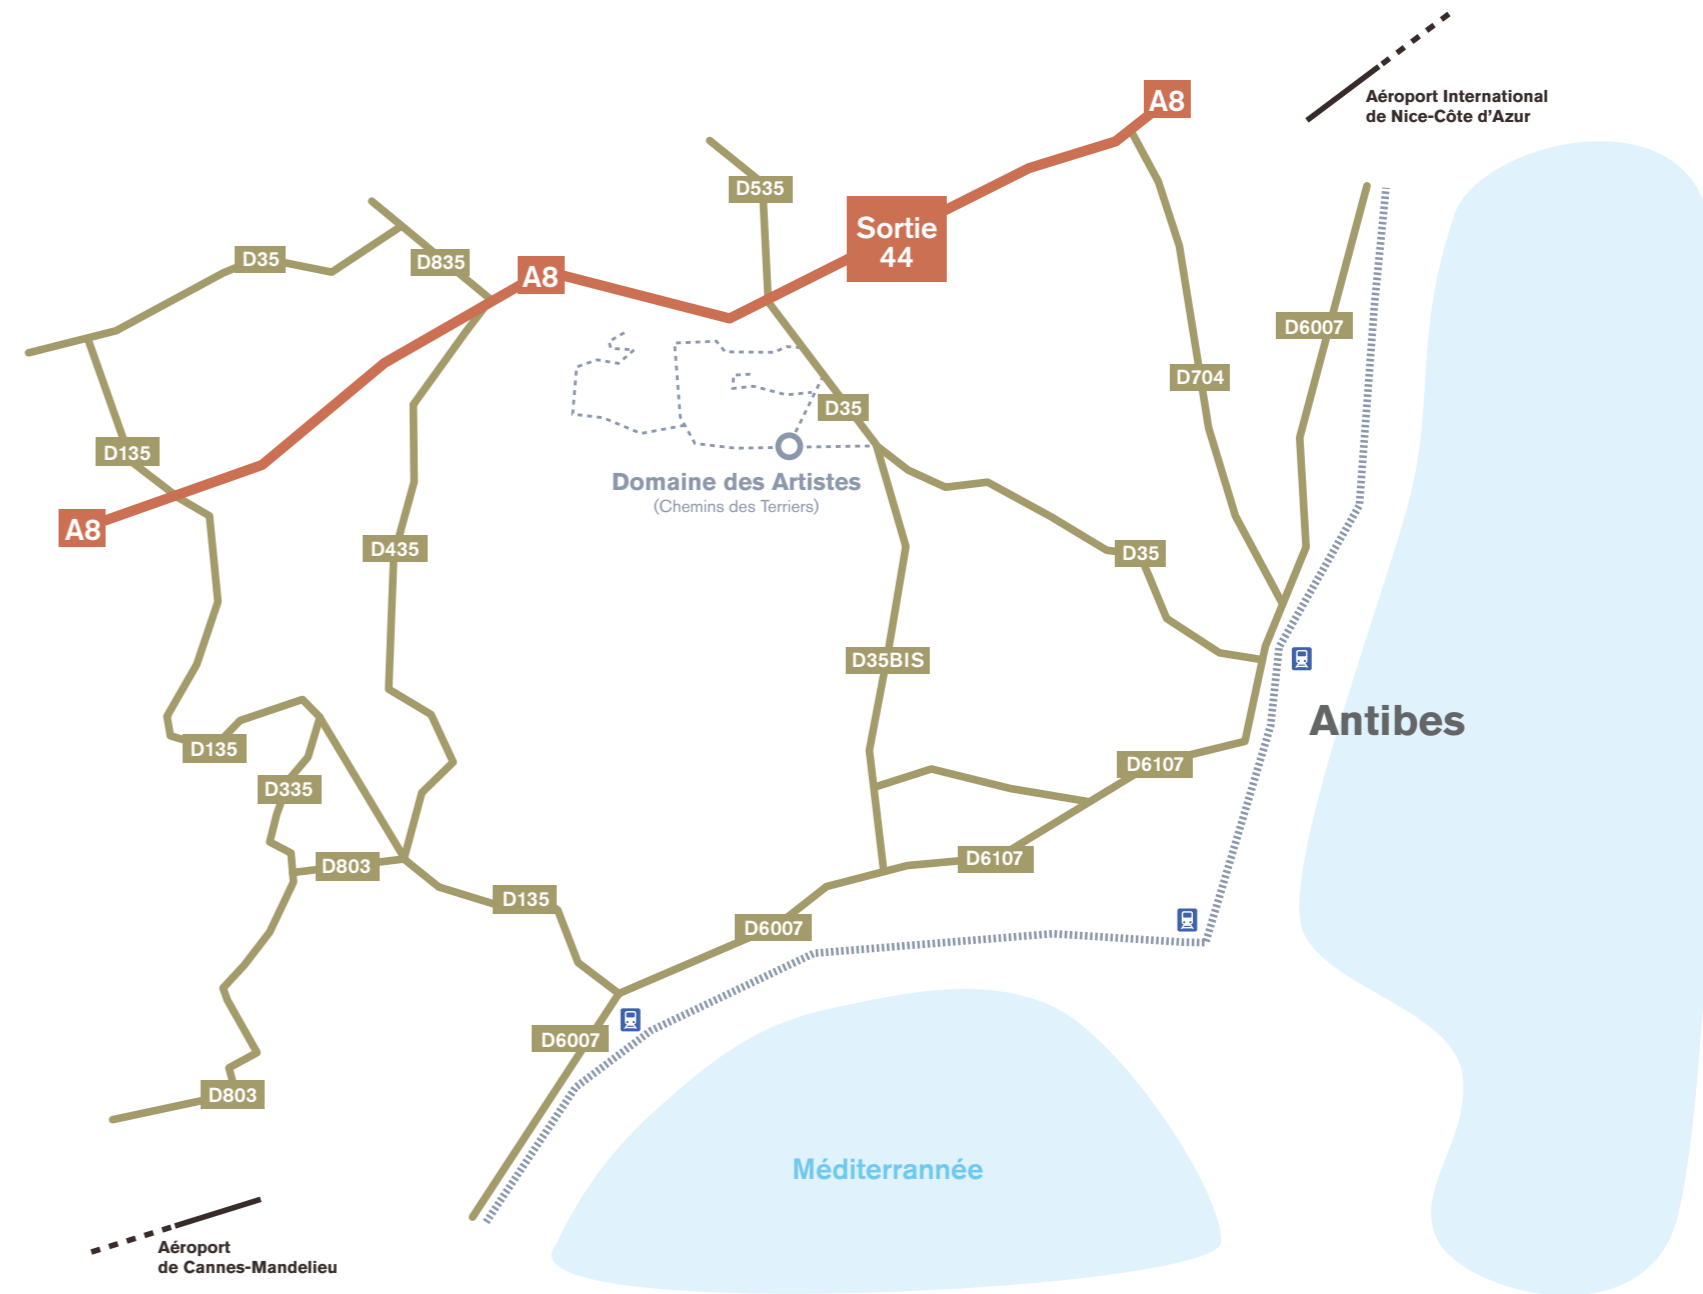 Aéroport International
de Nice-Côte d'Azur
A8
D535
Sortie
44
D35
D835
A8
D6007
D704
D35
D135
Domaine des Artistes
(Chemins des Terriers)
A8
D435
D35
D35BIS
Antibes
D135
D6107
D335
D6107
D803
D135
D6007
D6007
D803
Méditerrannée
Aéroport
de Cannes-Mandelieu